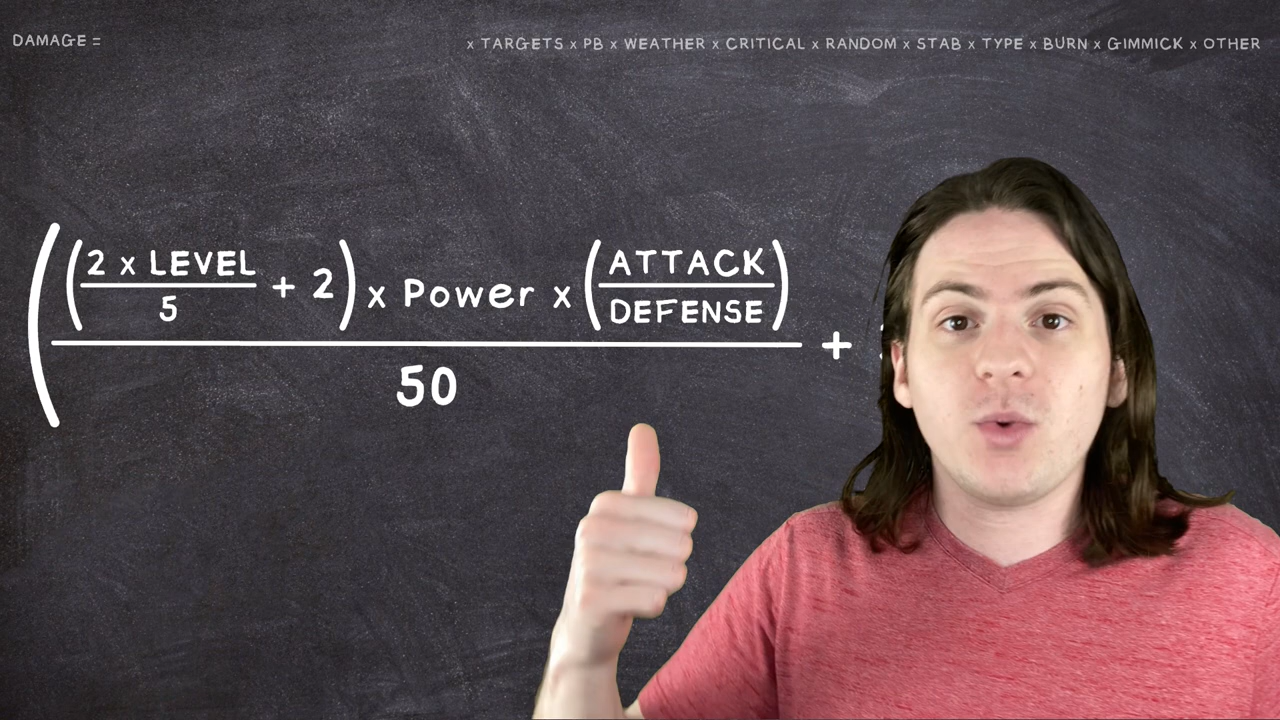 DAMAGE = x TARGETS x PB x WEATHER x CRITICAL x RANDOM x STAB x TYPE x BURN x GIMMICK x OTHER
( ( 2 x LEVEL / 5 + 2 ) x Power x ( ATTACK / DEFENSE ) / 50 +